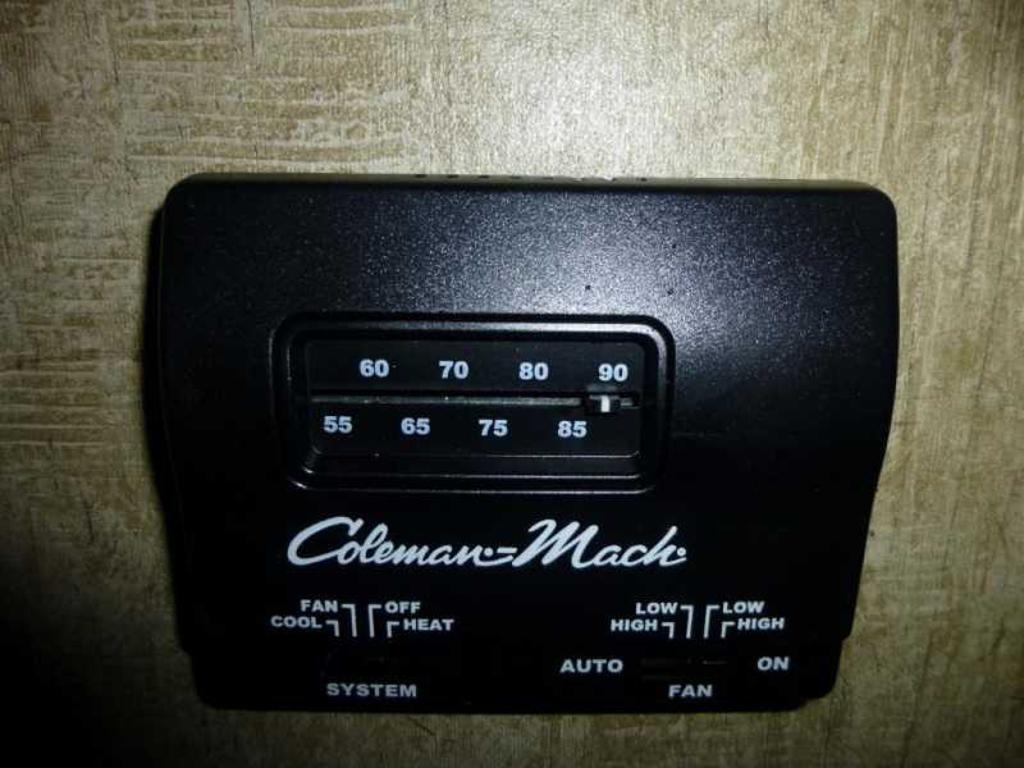 60 70 80 90
55 65 75 85
Coleman-Mach
FAN OFF LOW LOW
COOL HEAT HIGH HIGH
AUTO ON
SYSTEM FAN